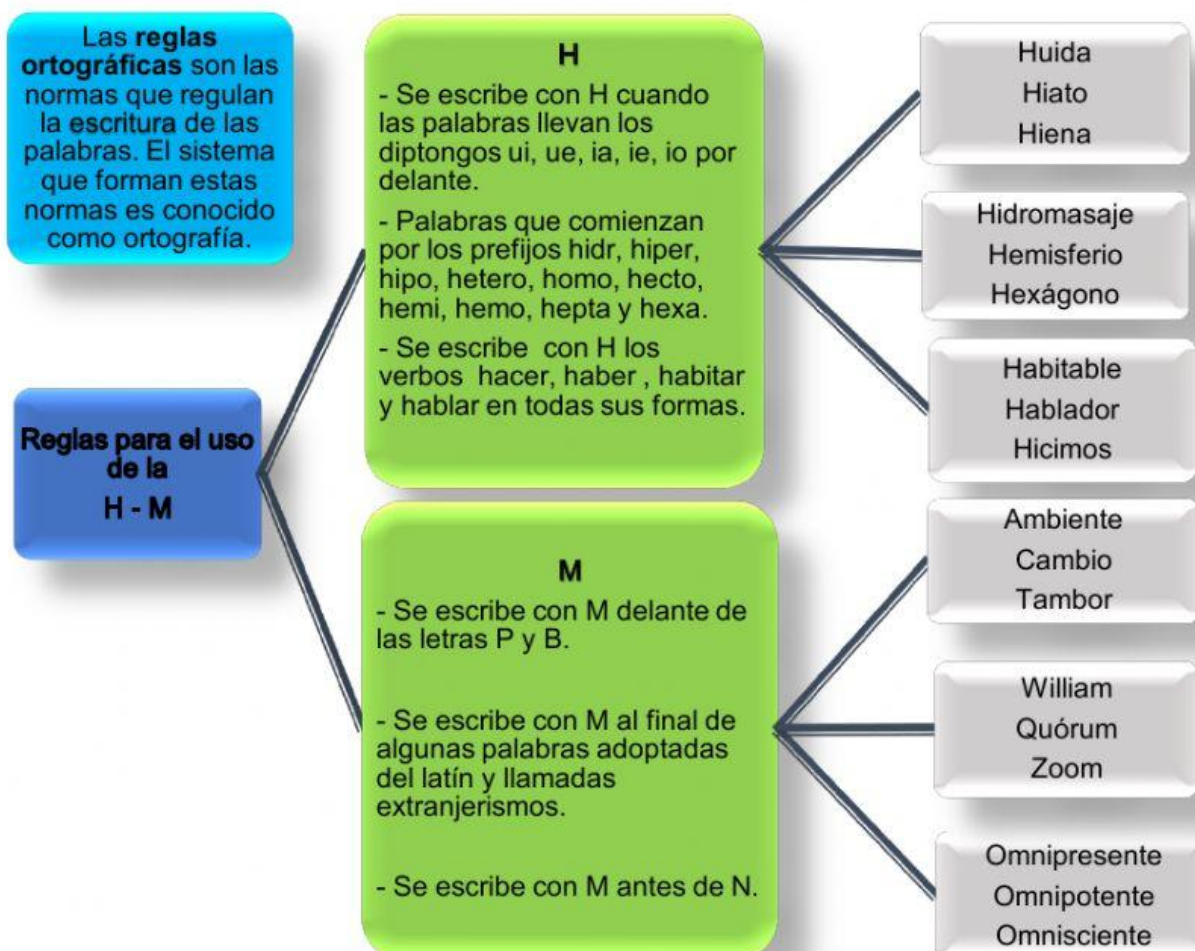 Las reglas
ortográficas son las
normas que regulan
la escritura de las
palabras. El sistema
que forman estas
normas es conocido
como ortografía.
Reglas para el uso
de la
H - M
H
- Se escribe con H cuando
las palabras llevan los
diptongos ui, ue, ia, ie, io por
delante.
- Palabras que comienzan
por los prefijos hidr, hiper,
hipo, hetero, homo, hecto,
hemi, hemo, hepta y hexa.
- Se escribe con H los
verbos hacer, haber , habitar
y hablar en todas sus formas.
Huida
Hiato
Hiena
Hidromasaje
Hemisferio
Hexágono
Habitable
Hablador
Hicimos
M
- Se escribe con M delante de
las letras P y B.
- Se escribe con M al final de
algunas palabras adoptadas
del latín y llamadas
extranjerismos.
- Se escribe con M antes de N.
Ambiente
Cambio
Tambor
William
Quórum
Zoom
Omnipresente
Omnipotente
Omnisciente